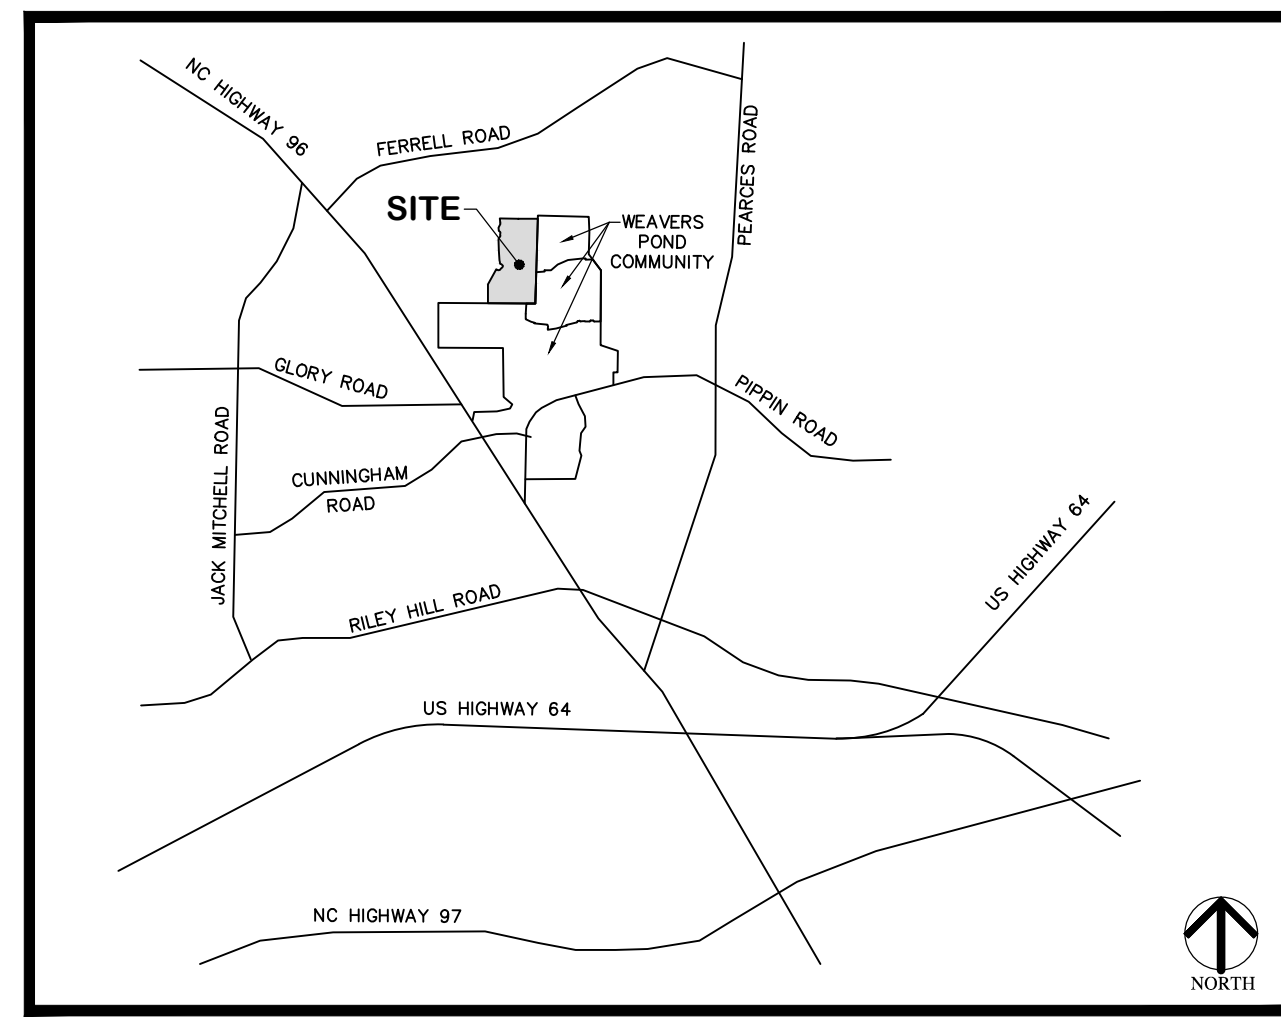 NC HIGHWAY 96
FERRELL ROAD
PEARCES ROAD
SITE
WEAVERS
POND
COMMUNITY
GLORY ROAD
PIPPIN ROAD
JACK MITCHELL ROAD
CUNNINGHAM
ROAD
US HIGHWAY 64
RILEY HILL ROAD
US HIGHWAY 64
NC HIGHWAY 97
NORTH